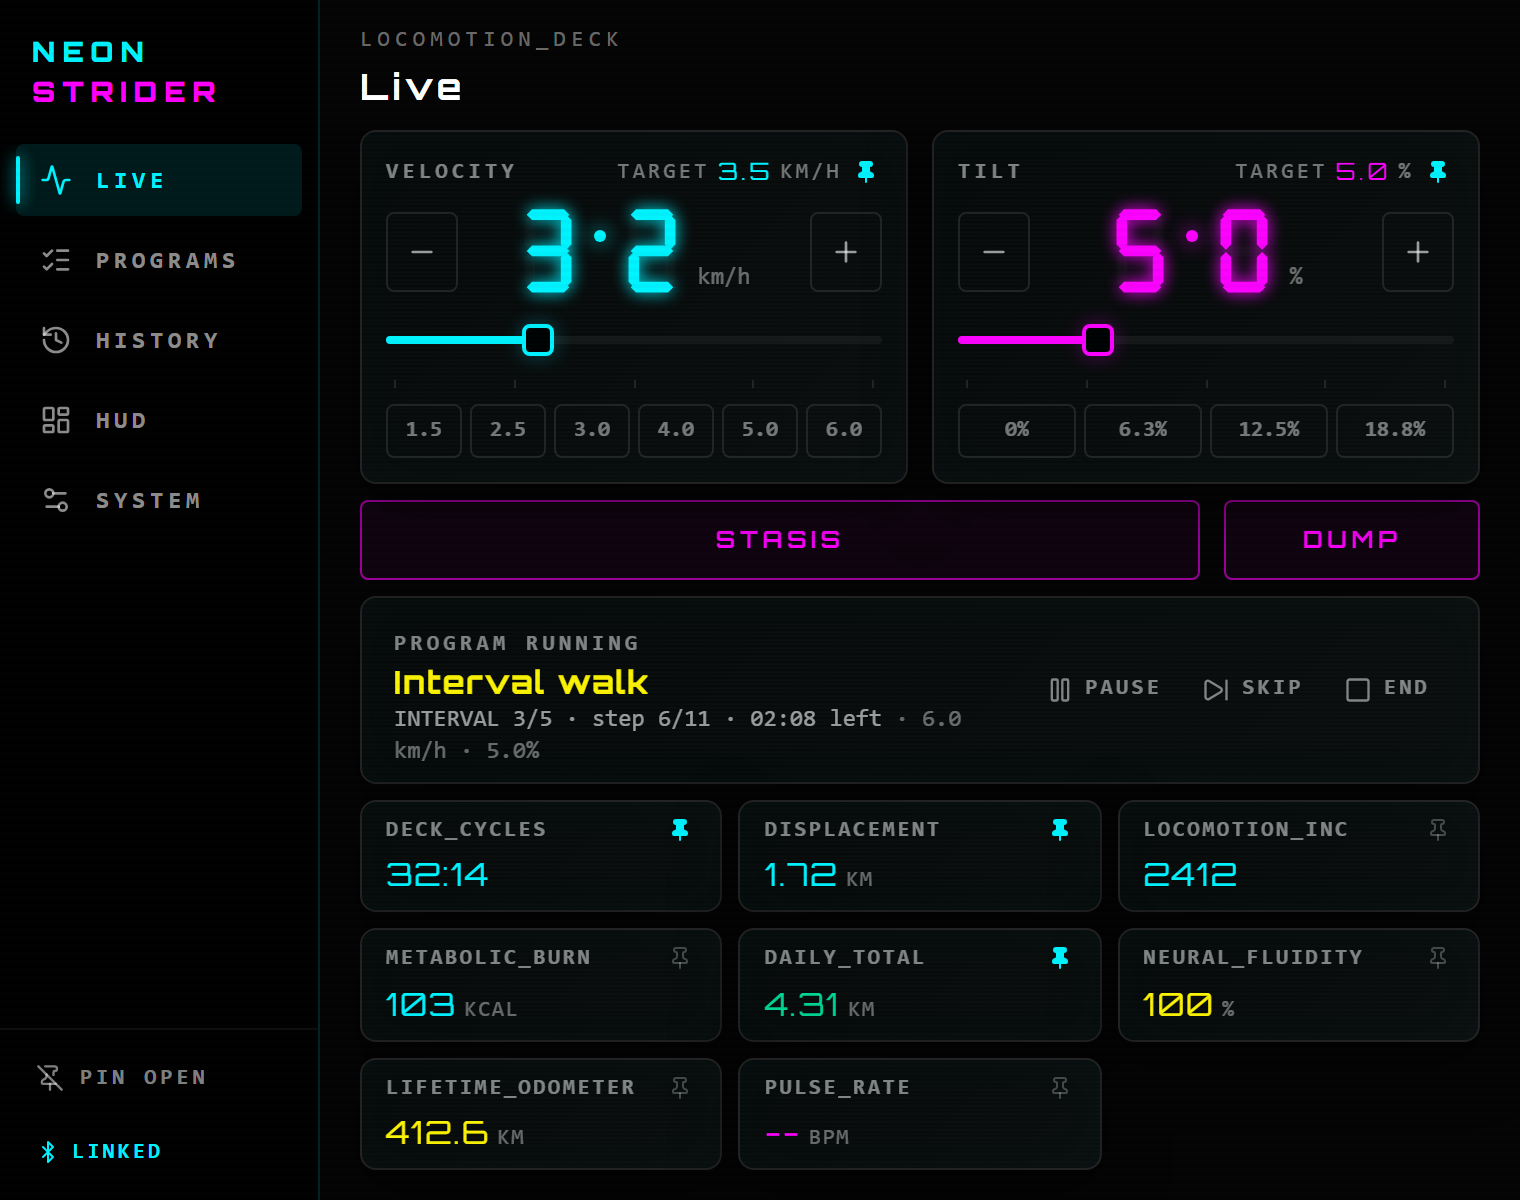 NEON
STRIDER
LIVE
PROGRAMS
HISTORY
HUD
SYSTEM
PIN OPEN
LINKED
LOCOMOTION_DECK
Live
VELOCITY TARGET 3.5 KM/H
− 3.2 km/h +
1.5 2.5 3.0 4.0 5.0 6.0
TILT TARGET 5.0 %
− 5.0 % +
0% 6.3% 12.5% 18.8%
STASIS DUMP
PROGRAM RUNNING
Interval walk
INTERVAL 3/5 · step 6/11 · 02:08 left · 6.0
km/h · 5.0%
PAUSE SKIP END
DECK_CYCLES
32:14
DISPLACEMENT
1.72 KM
LOCOMOTION_INC
2412
METABOLIC_BURN
103 KCAL
DAILY_TOTAL
4.31 KM
NEURAL_FLUIDITY
100 %
LIFETIME_ODOMETER
412.6 KM
PULSE_RATE
-- BPM